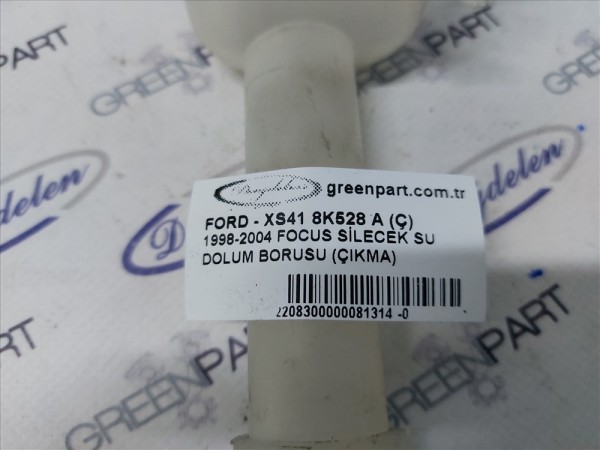 GREENPART
GREENPART
Dağdelen
greenpart.com.tr
FORD - XS41 8K528 A (Ç)
1998-2004 FOCUS SİLECEK SU
DOLUM BORUSU (ÇIKMA)
2208300000081314 -0
GREENPART
GREENPART